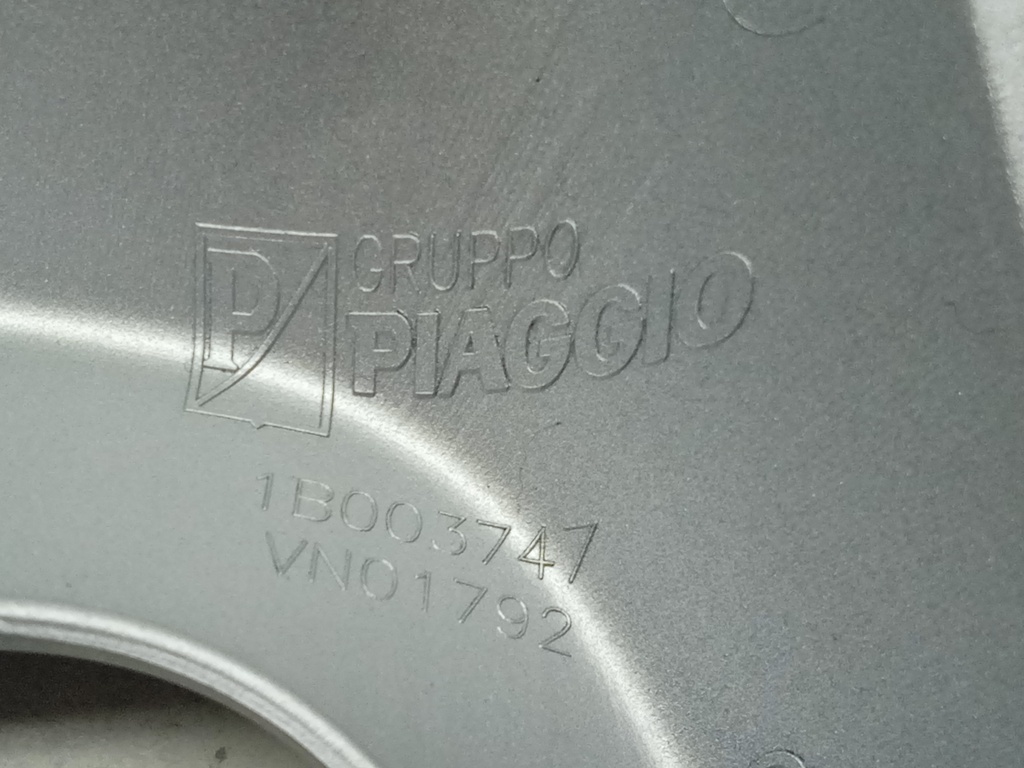 P
GRUPPO
PIAGGIO
1B003747
VN01792